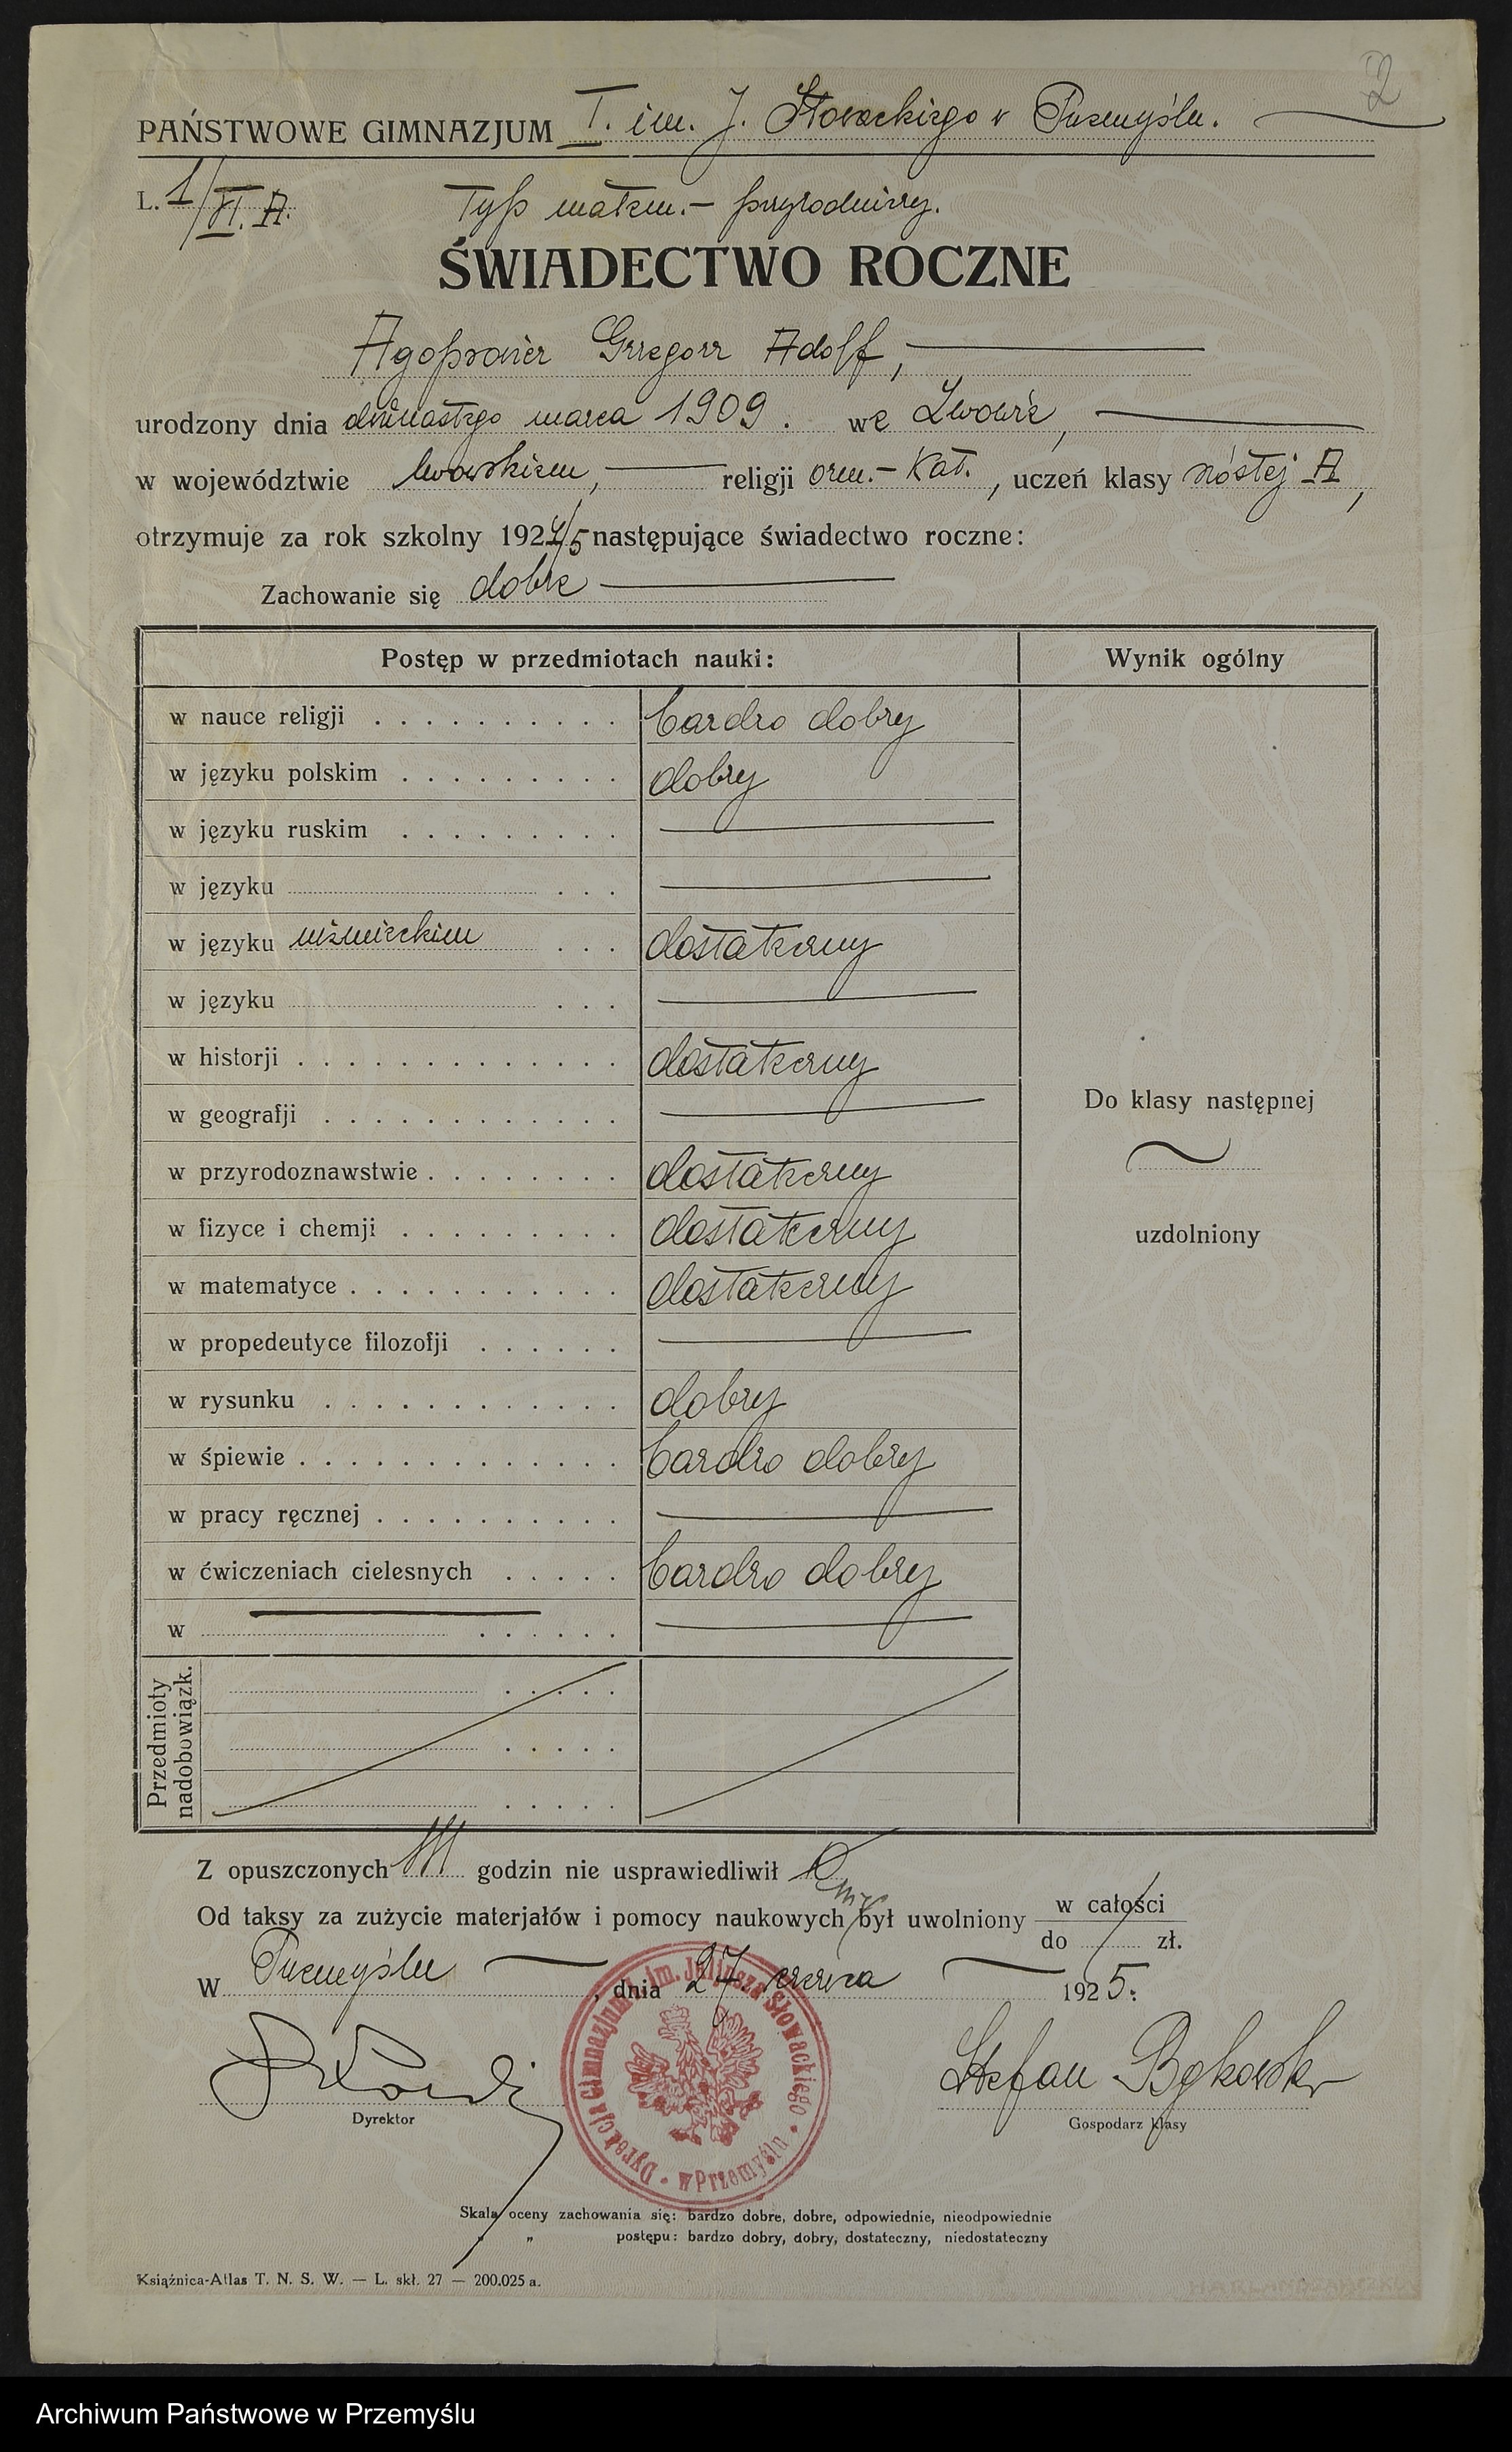 2
PAŃSTWOWE GIMNAZJUM I. im. J. Słowackiego w Przemyślu.
L. 1/VI. A. Typ matem.- przyrodniczy.
ŚWIADECTWO ROCZNE
Agopsowicz Grzegorz Adolf,
urodzony dnia dwunastego marca 1909. we Lwowie,
w województwie lwowskiem, religji orm.- kat., uczeń klasy szóstej A,
otrzymuje za rok szkolny 1924/5 następujące świadectwo roczne:
Zachowanie się dobre
Postęp w przedmiotach nauki: Wynik ogólny
w nauce religji . . . . . . . . . . bardzo dobry
w języku polskim . . . . . . . . . dobry
w języku ruskim . . . . . . . . .
w języku . . .
w języku niemieckim . . . dostateczny
w języku . . .
w historji . . . . . . . . . . . . . dostateczny
w geografji . . . . . . . . . . . .
Do klasy następnej
w przyrodoznawstwie . . . . . . . . dostateczny
w fizyce i chemji . . . . . . . . . dostateczny
uzdolniony
w matematyce . . . . . . . . . . . dostateczny
w propedeutyce filozofji . . . . . .
w rysunku . . . . . . . . . . . . dobry
w śpiewie . . . . . . . . . . . . . bardzo dobry
w pracy ręcznej . . . . . . . . . .
w ćwiczeniach cielesnych . . . . . bardzo dobry
w . . . . . .
Przedmioty
nadobowiązk.
Z opuszczonych godzin nie usprawiedliwił 0
Od taksy za zużycie materjałów i pomocy naukowych nie był uwolniony w całości
do zł.
W Przemyślu, dnia 27. czerwca 1925.
Dyrekcja Gimnazjum I. im. Juljusza Słowackiego • w Przemyślu •
Stefan Bąkowski
Dyrektor
Gospodarz klasy
Skala oceny zachowania się: bardzo dobre, dobre, odpowiednie, nieodpowiednie
„ „ postępu: bardzo dobry, dobry, dostateczny, niedostateczny
Książnica-Atlas T. N. S. W. — L. skł. 27 — 200.025 a.
Archiwum Państwowe w Przemyślu